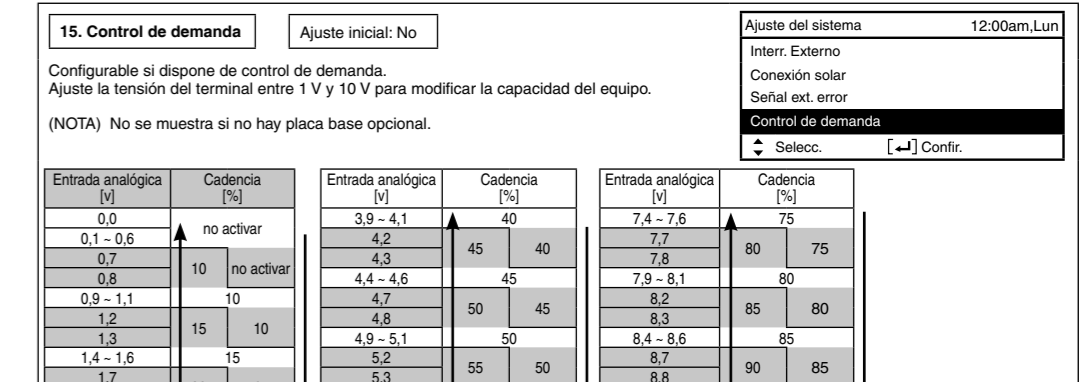 15. Control de demanda
Ajuste inicial: No
Configurable si dispone de control de demanda.
Ajuste la tensión del terminal entre 1 V y 10 V para modificar la capacidad del equipo.
(NOTA) No se muestra si no hay placa base opcional.
Ajuste del sistema 12:00am,Lun
Interr. Externo
Conexión solar
Señal ext. error
Control de demanda
Selecc. [↵] Confir.
Entrada analógica Cadencia
[v] [%]
0,0
no activar
0,1 ~ 0,6
0,7
10 no activar
0,8
0,9 ~ 1,1 10
1,2
15 10
1,3
1,4 ~ 1,6 15
1,7
Entrada analógica Cadencia
[v] [%]
3,9 ~ 4,1 40
4,2
45 40
4,3
4,4 ~ 4,6 45
4,7
50 45
4,8
4,9 ~ 5,1 50
5,2
55 50
5,3
Entrada analógica Cadencia
[v] [%]
7,4 ~ 7,6 75
7,7
80 75
7,8
7,9 ~ 8,1 80
8,2
85 80
8,3
8,4 ~ 8,6 85
8,7
90 85
8,8